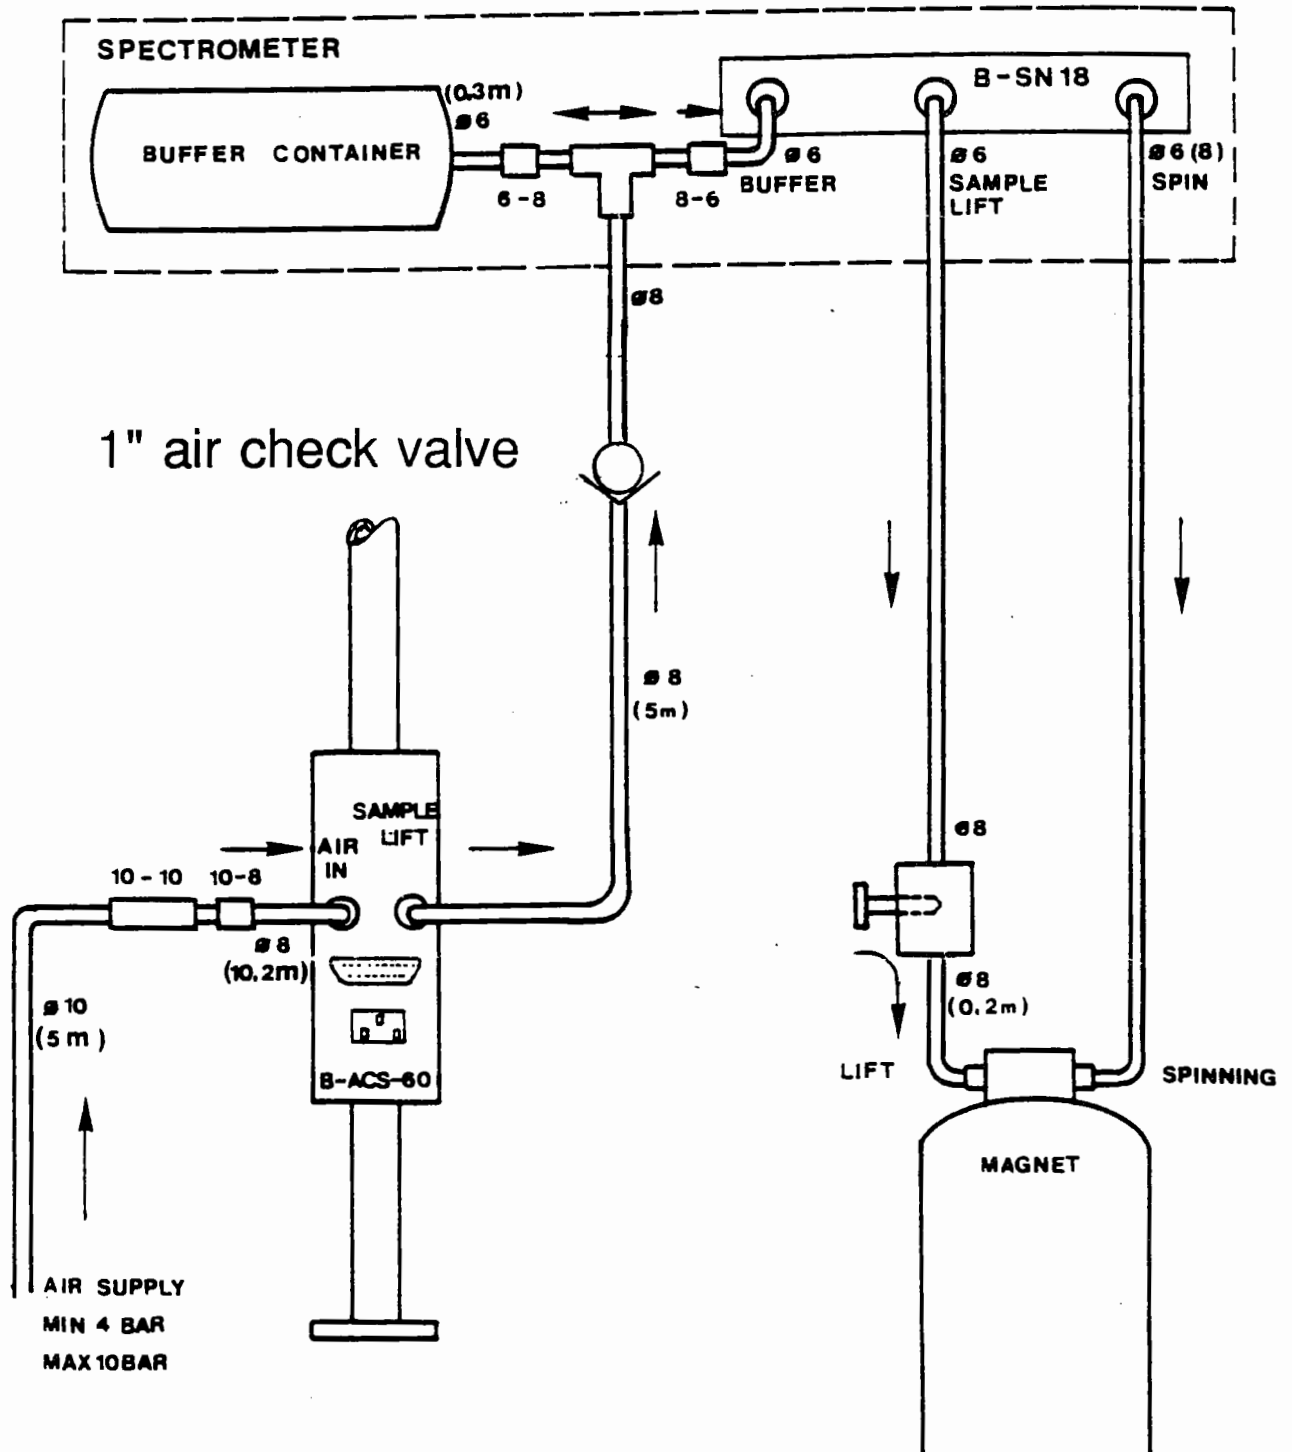 SPECTROMETER
(0.3m)
ø6
BUFFER CONTAINER
6-8
8-6
B-SN18
ø6
BUFFER
ø6
SAMPLE
LIFT
ø6(8)
SPIN
ø8
1" air check valve
ø8
(5m)
SAMPLE
LIFT
AIR
IN
10-10
10-8
ø8
(10.2m)
ø10
(5m)
B-ACS-60
AIR SUPPLY
MIN 4 BAR
MAX 10BAR
ø8
ø8
(0.2m)
LIFT
SPINNING
MAGNET